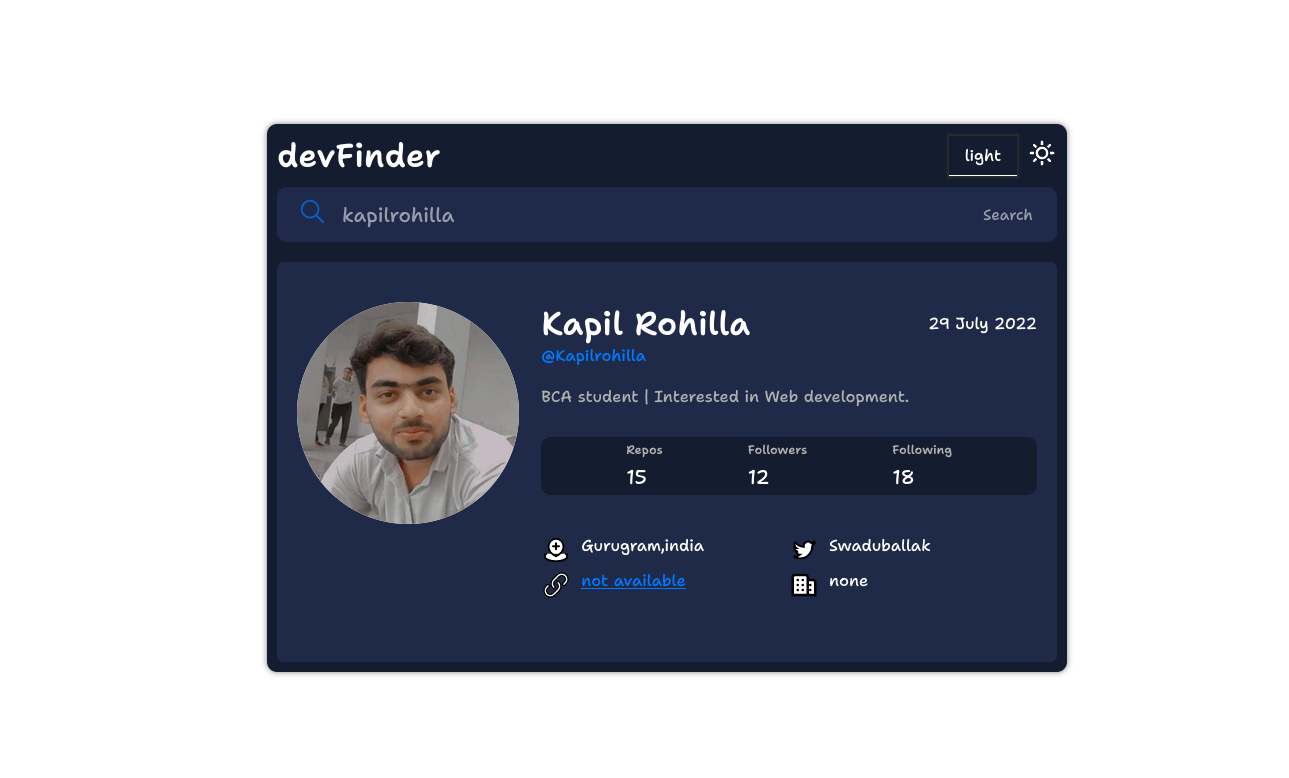 devFinder
light
kapilrohilla
Search
Kapil Rohilla
29 July 2022
@Kapilrohilla
BCA student | Interested in Web development.
Repos Followers Following
15 12 18
Gurugram,india
Swaduballak
not available
none